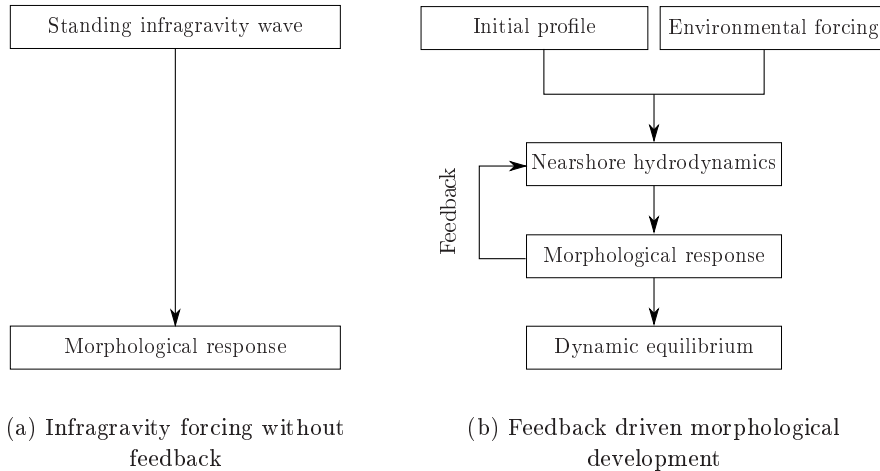 Standing infragravity wave
Morphological response
(a) Infragravity forcing without
feedback
Initial profile
Environmental forcing
Nearshore hydrodynamics
Feedback
Morphological response
Dynamic equilibrium
(b) Feedback driven morphological
development